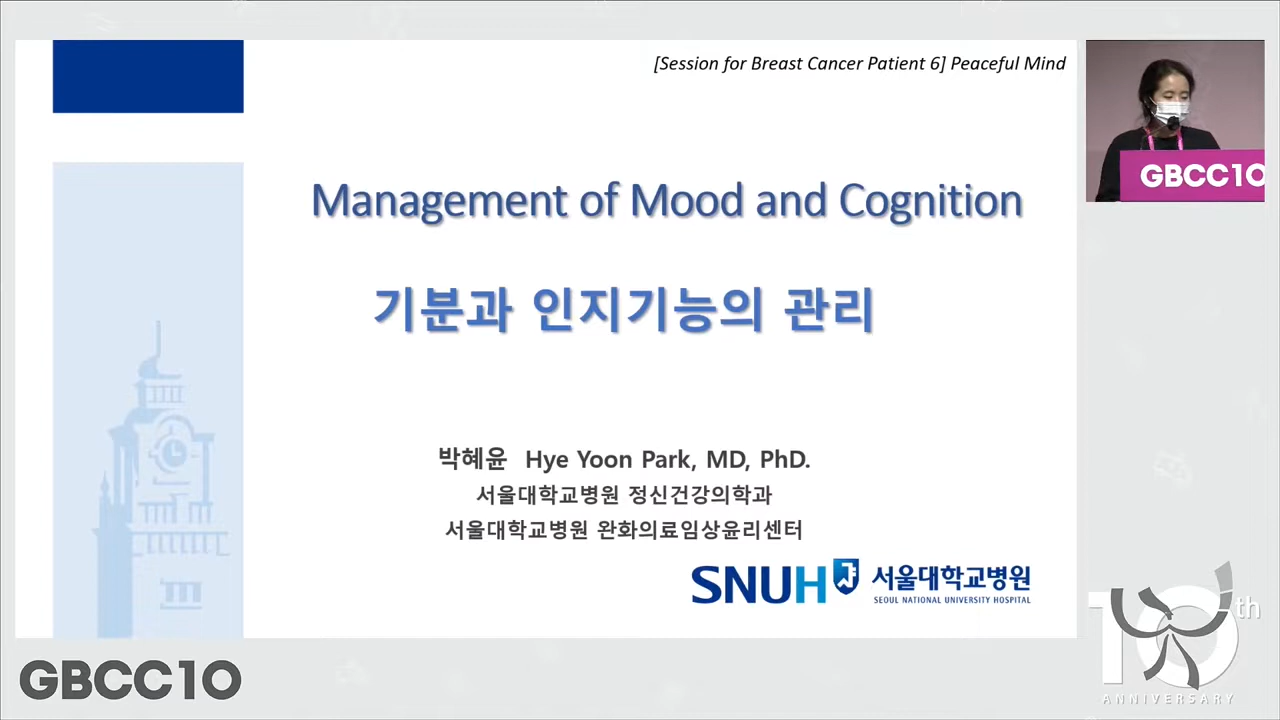 [Session for Breast Cancer Patient 6] Peaceful Mind
Management of Mood and Cognition
기분과 인지기능의 관리
박혜윤 Hye Yoon Park, MD, PhD.
서울대학교병원 정신건강의학과
서울대학교병원 완화의료임상윤리센터
SNUH 서울대학교병원
SEOUL NATIONAL UNIVERSITY HOSPITAL
GBCC10
GBCC10
10th
ANNIVERSARY